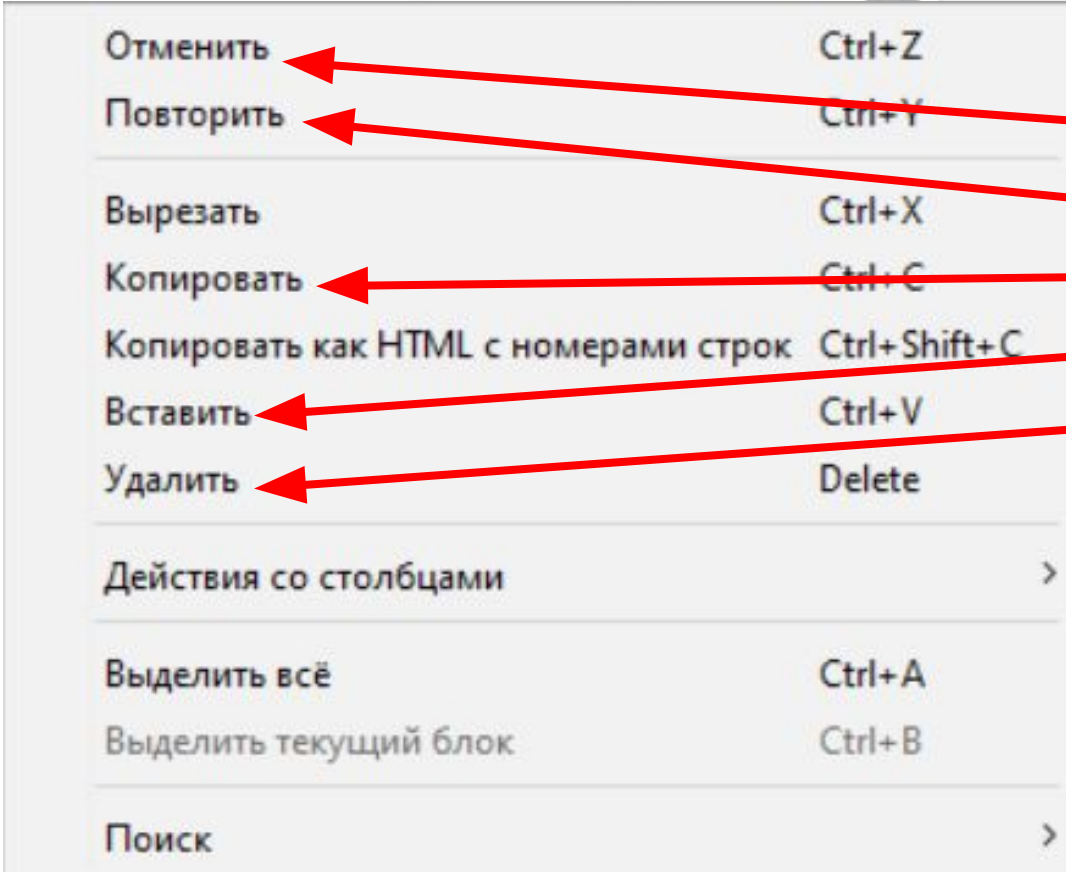 Отменить Ctrl+Z
Повторить Ctrl+Y
Вырезать Ctrl+X
Копировать Ctrl+C
Копировать как HTML с номерами строк Ctrl+Shift+C
Вставить Ctrl+V
Удалить Delete
Действия со столбцами
Выделить всё Ctrl+A
Выделить текущий блок Ctrl+B
Поиск